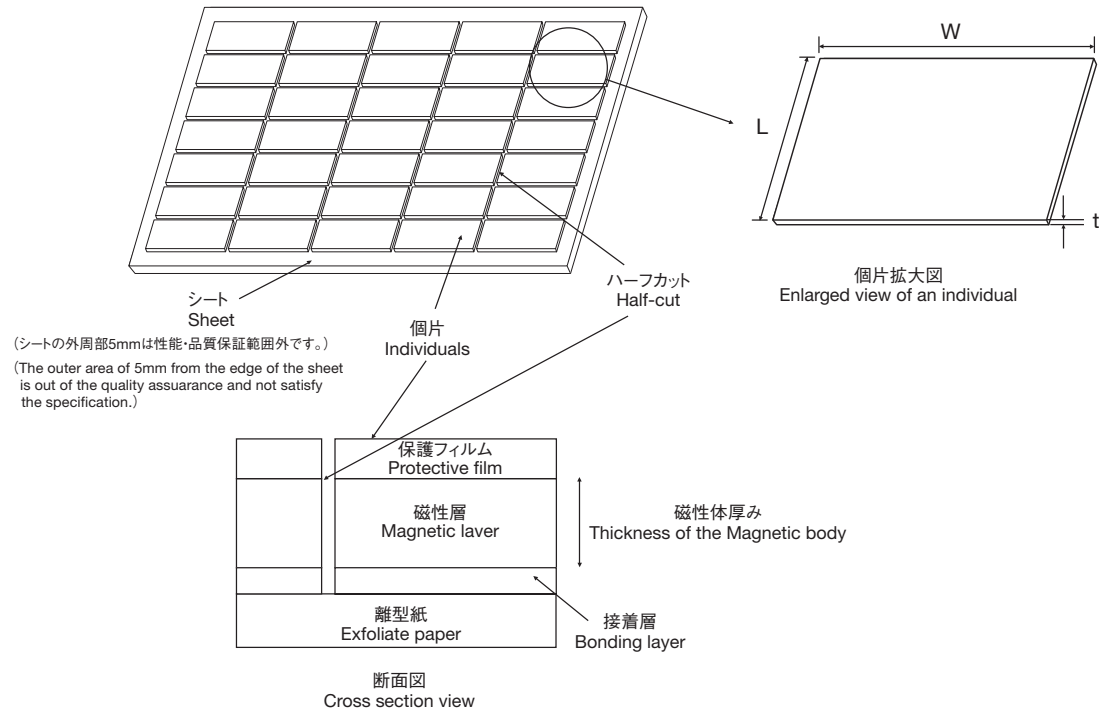 W
L
t
個片拡大図
Enlarged view of an individual
ハーフカット
Half-cut
シート
Sheet
個片
Individuals
(シートの外周部5mmは性能・品質保証範囲外です。)
(The outer area of 5mm from the edge of the sheet
is out of the quality assuarance and not satisfy
the specification.)
保護フィルム
Protective film
磁性層
Magnetic laver
磁性体厚み
Thickness of the Magnetic body
離型紙
Exfoliate paper
接着層
Bonding layer
断面図
Cross section view